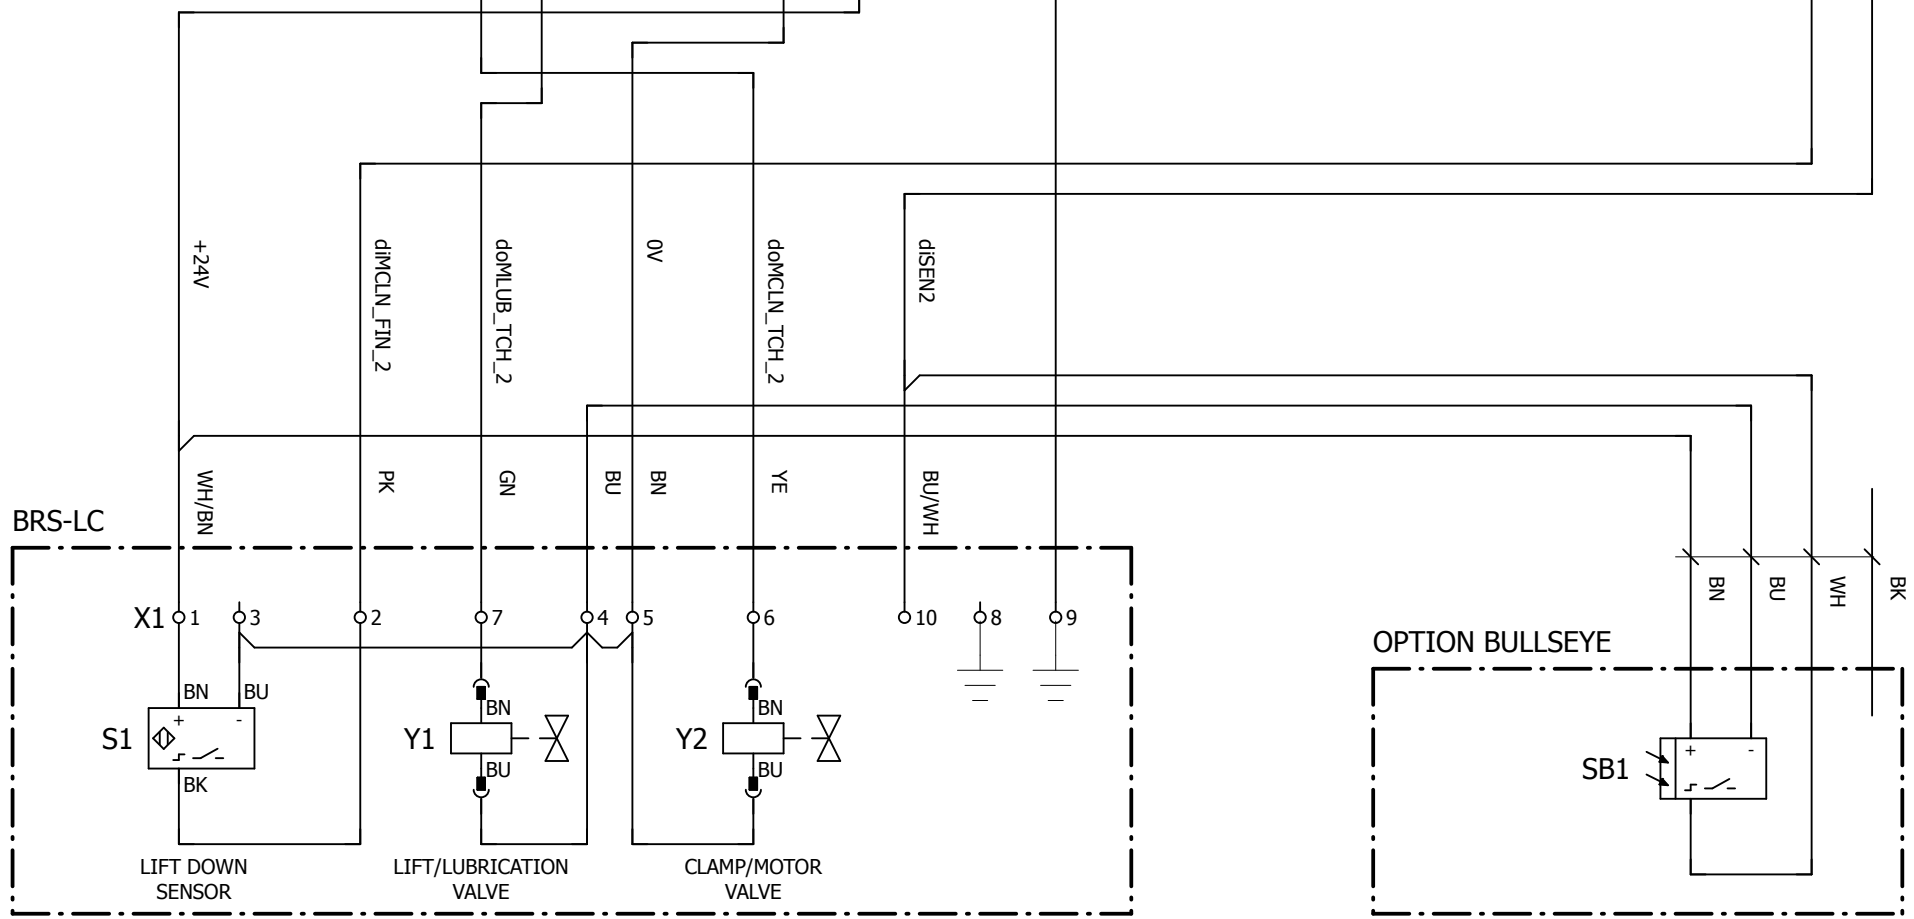 +24V
diMCLN_FIN_2
doMLUB_TCH_2
0V
doMCLN_TCH_2
diSEN2
WH/BN
PK
GN
BU
BN
YE
BU/WH
BRS-LC
BN
BU
WH
BK
X1 1 3 2 7 4 5 6 10 8 9
OPTION BULLSEYE
BN BU
BN
BN
+ -
S1
Y1
Y2
+ -
SB1
BK
BU
BU
LIFT DOWN
SENSOR
LIFT/LUBRICATION
VALVE
CLAMP/MOTOR
VALVE